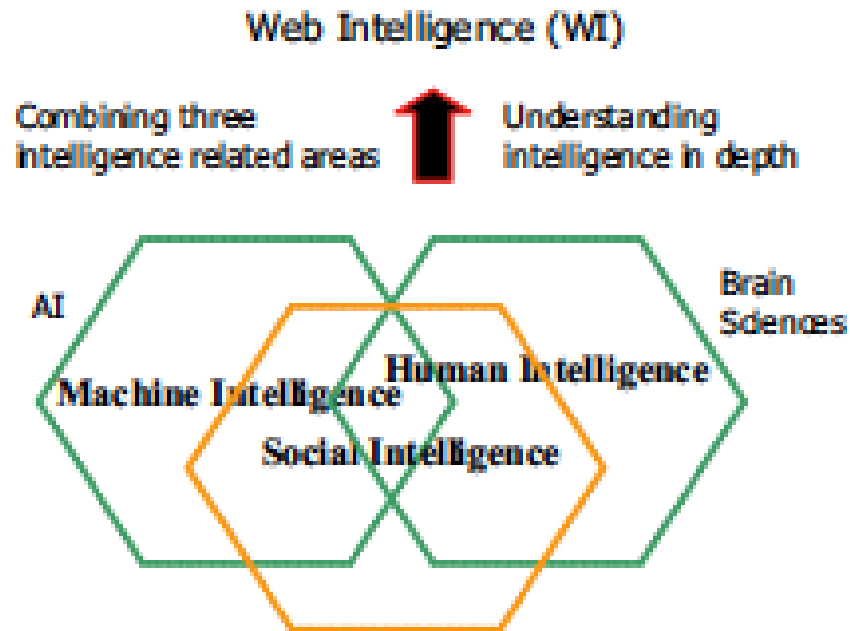 Web Intelligence (WI)
Combining three
intelligence related areas
Understanding
intelligence in depth
AI
Brain
Sciences
Human Intelligence
Machine Intelligence
Social Intelligence